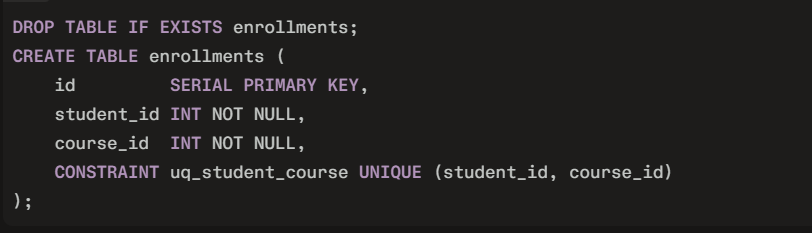 DROP TABLE IF EXISTS enrollments;
CREATE TABLE enrollments (
    id         SERIAL PRIMARY KEY,
    student_id INT NOT NULL,
    course_id  INT NOT NULL,
    CONSTRAINT uq_student_course UNIQUE (student_id, course_id)
);